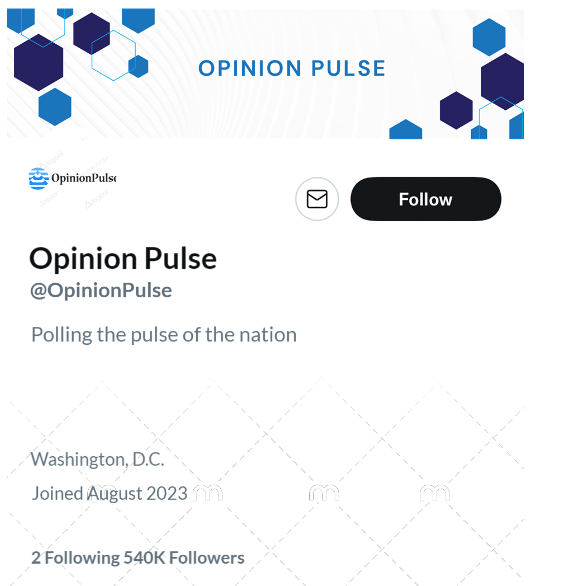 OPINION PULSE
OpinionPulse
Follow
Opinion Pulse
@OpinionPulse
Polling the pulse of the nation
Washington, D.C.
Joined August 2023
2 Following 540K Followers